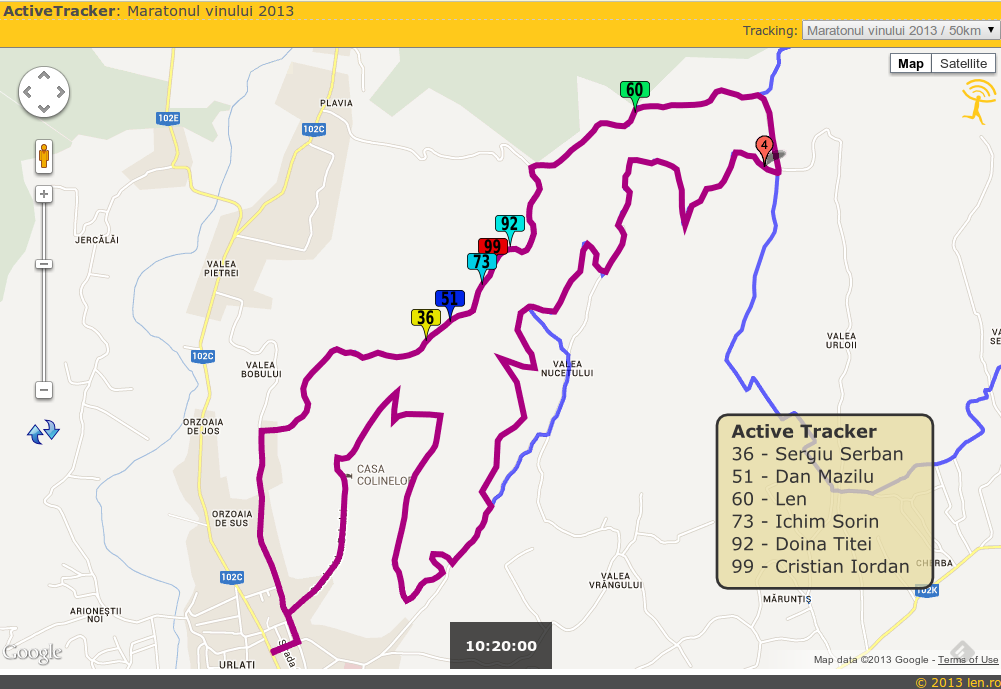 ActiveTracker: Maratonul vinului 2013
Tracking: Maratonul vinului 2013 / 50km
Map Satellite
102E
PLAVIA
102C
60
4
92
99
73
JERCĂLĂI
VALEA
PIETREI
51
36
102C
VALEA
BOBULUI
VALEA
NUCETULUI
VALEA
URLOII
VA
SE
ORZOAIA
DE JOS
CASA
COLINELOR
Active Tracker
36 - Sergiu Serban
51 - Dan Mazilu
60 - Len
73 - Ichim Sorin
92 - Doina Titei
99 - Cristian Iordan
ORZOAIA
DE SUS
102C
VALEA
VRÂNGULUI
CHERBA
102K
MĂRUNȚIȘ
ARIONEȘTII
NOI
Strada
10:20:00
Google
URLATI
Map data ©2013 Google - Terms of Use
© 2013 len.ro